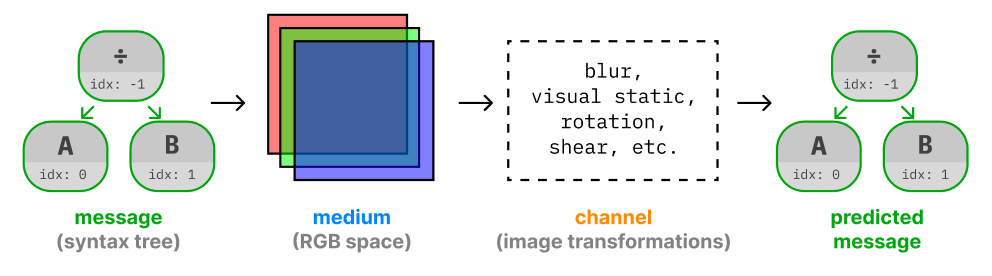 ÷
idx: -1
A
idx: 0
B
idx: 1
message
(syntax tree)
medium
(RGB space)
blur,
visual static,
rotation,
shear, etc.
channel
(image transformations)
÷
idx: -1
A
idx: 0
B
idx: 1
predicted
message